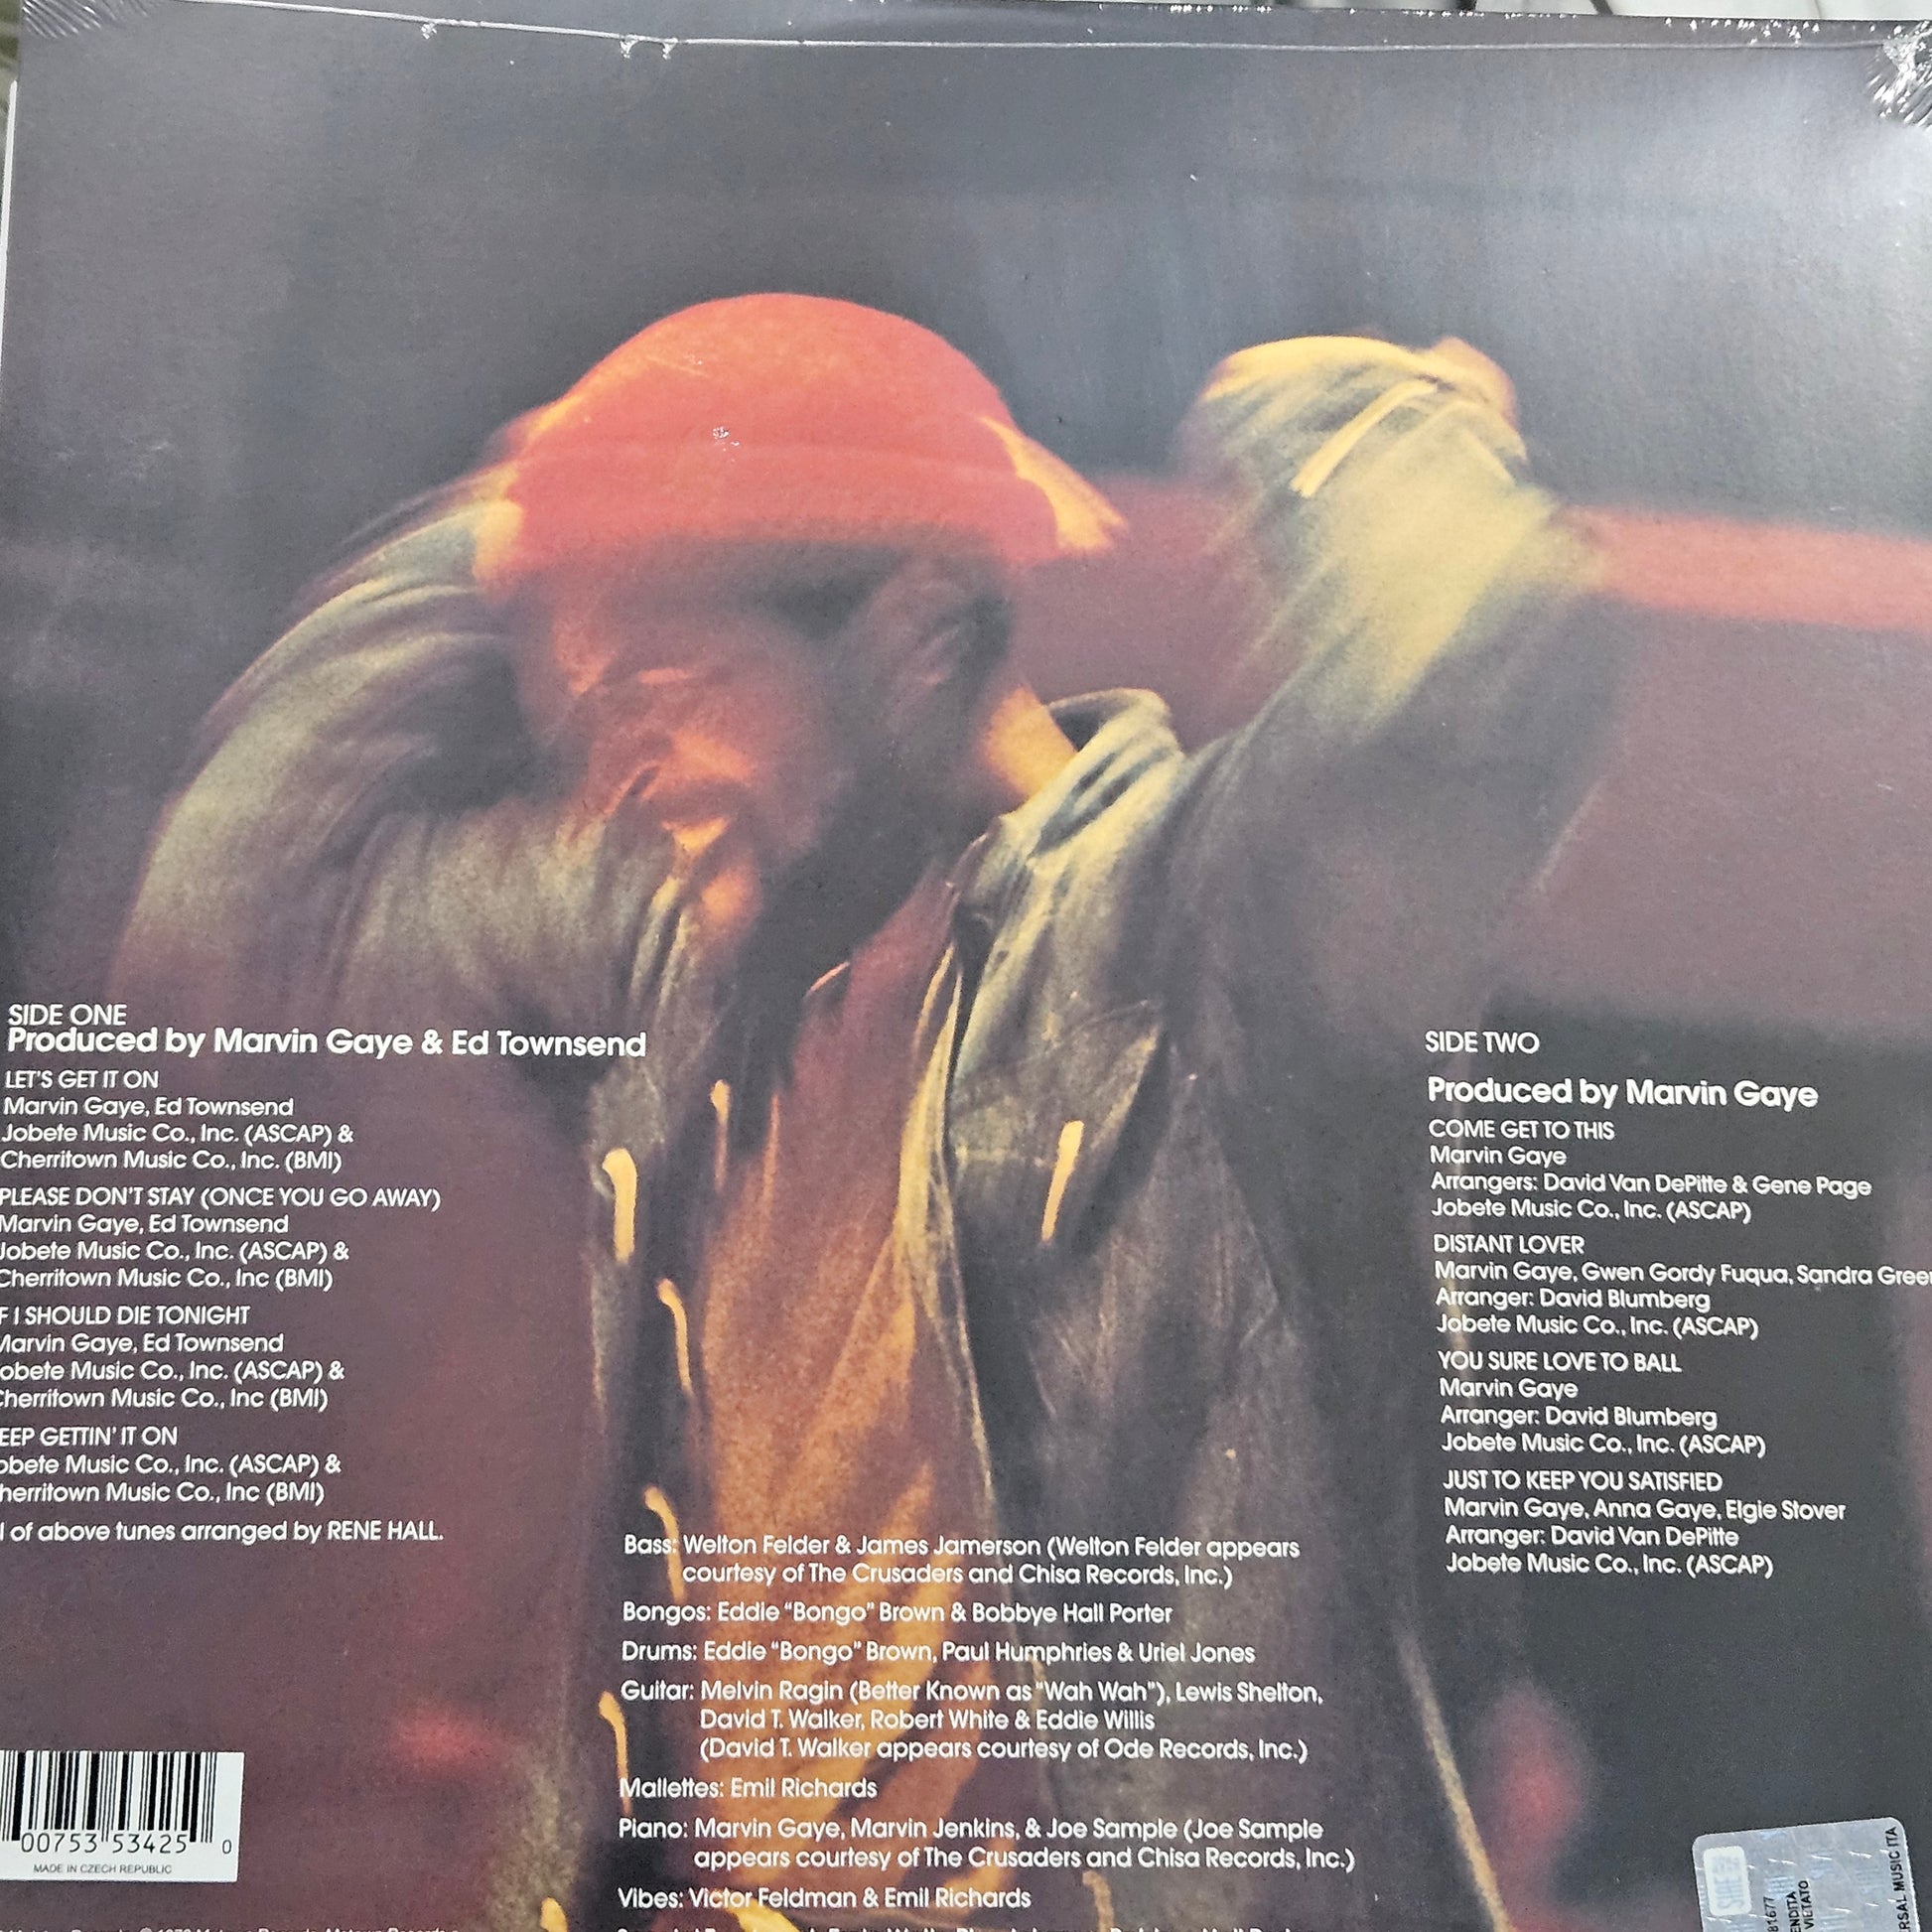 SIDE ONE
Produced by Marvin Gaye & Ed Townsend
LET'S GET IT ON
Marvin Gaye, Ed Townsend
Jobete Music Co., Inc. (ASCAP) &
Cherritown Music Co., Inc. (BMI)
PLEASE DON'T STAY (ONCE YOU GO AWAY)
Marvin Gaye, Ed Townsend
Jobete Music Co., Inc. (ASCAP) &
Cherritown Music Co., Inc (BMI)
F I SHOULD DIE TONIGHT
Marvin Gaye, Ed Townsend
obete Music Co., Inc. (ASCAP) &
Cherritown Music Co., Inc (BMI)
EEP GETTIN' IT ON
obete Music Co., Inc. (ASCAP) &
herritown Music Co., Inc (BMI)
l of above tunes arranged by RENE HALL.
00753 53425 0
MADE IN CZECH REPUBLIC
Bass: Welton Felder & James Jamerson (Welton Felder appears
courtesy of The Crusaders and Chisa Records, Inc.)
Bongos: Eddie “Bongo” Brown & Bobbye Hall Porter
Drums: Eddie “Bongo” Brown, Paul Humphries & Uriel Jones
Guitar: Melvin Ragin (Better Known as “Wah Wah”), Lewis Shelton,
David T. Walker, Robert White & Eddie Willis
(David T. Walker appears courtesy of Ode Records, Inc.)
Mallettes: Emil Richards
Piano: Marvin Gaye, Marvin Jenkins, & Joe Sample (Joe Sample
appears courtesy of The Crusaders and Chisa Records, Inc.)
Vibes: Victor Feldman & Emil Richards
SIDE TWO
Produced by Marvin Gaye
COME GET TO THIS
Marvin Gaye
Arrangers: David Van DePitte & Gene Page
Jobete Music Co., Inc. (ASCAP)
DISTANT LOVER
Marvin Gaye, Gwen Gordy Fuqua, Sandra Gree
Arranger: David Blumberg
Jobete Music Co., Inc. (ASCAP)
YOU SURE LOVE TO BALL
Marvin Gaye
Arranger: David Blumberg
Jobete Music Co., Inc. (ASCAP)
JUST TO KEEP YOU SATISFIED
Marvin Gaye, Anna Gaye, Elgie Stover
Arranger: David Van DePitte
Jobete Music Co., Inc. (ASCAP)
SIAE
81677
ENDITA
VIETATO
RSAL MUSIC ITA